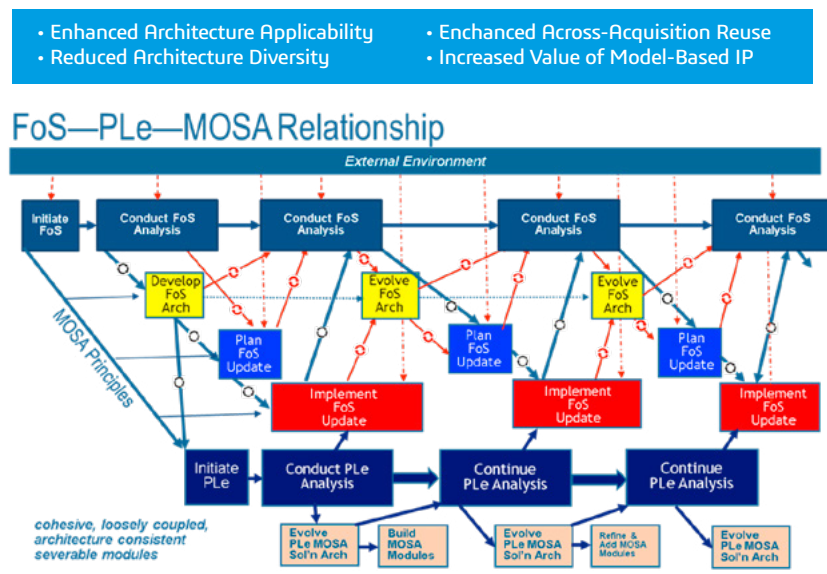 • Enhanced Architecture Applicability
• Reduced Architecture Diversity
• Enchanced Across-Acquisition Reuse
• Increased Value of Model-Based IP
FoS—PLe—MOSA Relationship
External Environment
Initiate
FoS
Conduct FoS
Analysis
Conduct FoS
Analysis
Conduct FoS
Analysis
Conduct FoS
Analysis
Develop
FoS
Arch
Evolve
FoS
Arch
Evolve
FoS
Arch
MOSA Principles
Plan
FoS
Update
Plan
FoS
Update
Plan
FoS
Update
Implement
FoS
Update
Implement
FoS
Update
Implement
FoS
Update
Initiate
PLe
Conduct PLe
Analysis
Continue
PLe Analysis
Continue
PLe Analysis
cohesive, loosely coupled,
architecture consistent
severable modules
Evolve
PLe MOSA
Sol'n Arch
Build
MOSA
Modules
Evolve
PLe MOSA
Sol'n Arch
Refine &
Add MOSA
Modules
Evolve
PLe MOSA
Sol'n Arch